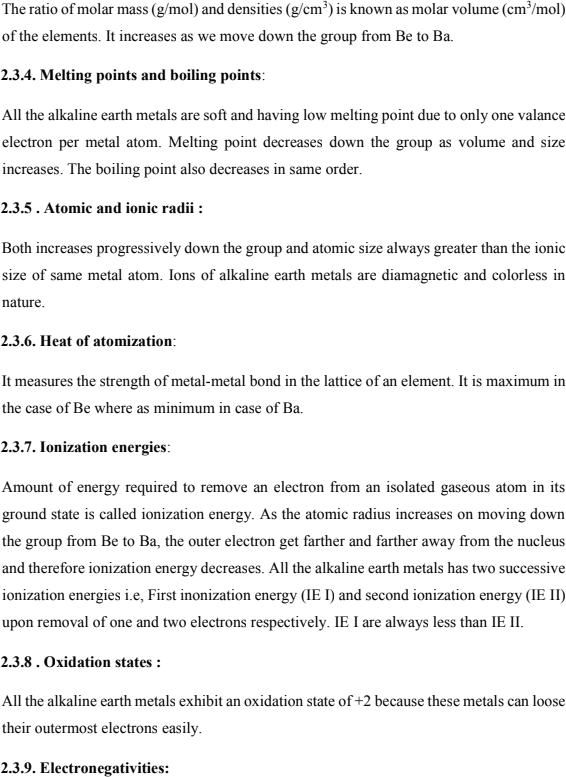 The ratio of molar mass (g/mol) and densities (g/cm³) is known as molar volume (cm³/mol)
of the elements. It increases as we move down the group from Be to Ba.
2.3.4. Melting points and boiling points:
All the alkaline earth metals are soft and having low melting point due to only one valance
electron per metal atom. Melting point decreases down the group as volume and size
increases. The boiling point also decreases in same order.
2.3.5 . Atomic and ionic radii :
Both increases progressively down the group and atomic size always greater than the ionic
size of same metal atom. Ions of alkaline earth metals are diamagnetic and colorless in
nature.
2.3.6. Heat of atomization:
It measures the strength of metal-metal bond in the lattice of an element. It is maximum in
the case of Be where as minimum in case of Ba.
2.3.7. Ionization energies:
Amount of energy required to remove an electron from an isolated gaseous atom in its
ground state is called ionization energy. As the atomic radius increases on moving down
the group from Be to Ba, the outer electron get farther and farther away from the nucleus
and therefore ionization energy decreases. All the alkaline earth metals has two successive
ionization energies i.e, First inonization energy (IE I) and second ionization energy (IE II)
upon removal of one and two electrons respectively. IE I are always less than IE II.
2.3.8 . Oxidation states :
All the alkaline earth metals exhibit an oxidation state of +2 because these metals can loose
their outermost electrons easily.
2.3.9. Electronegativities: